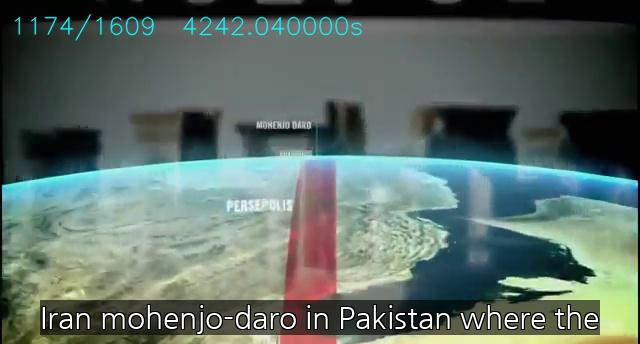 1174/1609 4242.040000s
MOHENJO DARO
PERSEPOLIS
Iran mohenjo-daro in Pakistan where the